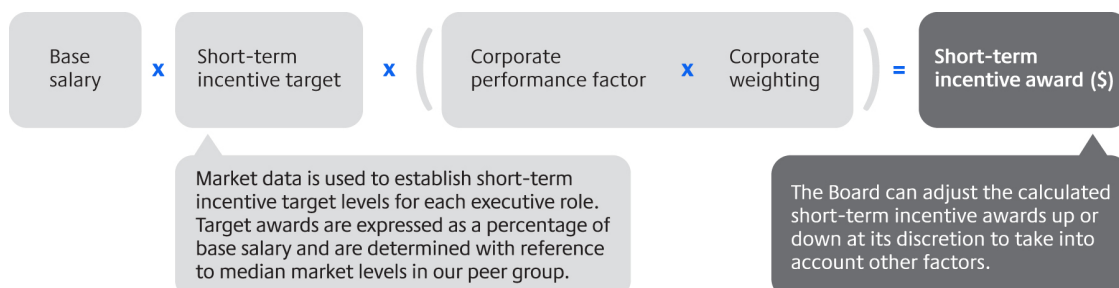 Base
salary
x
Short-term
incentive target
x
(
Corporate
performance factor
x
Corporate
weighting
)
=
Short-term
incentive award ($)
Market data is used to establish short-term
incentive target levels for each executive role.
Target awards are expressed as a percentage of
base salary and are determined with reference
to median market levels in our peer group.
The Board can adjust the calculated
short-term incentive awards up or
down at its discretion to take into
account other factors.